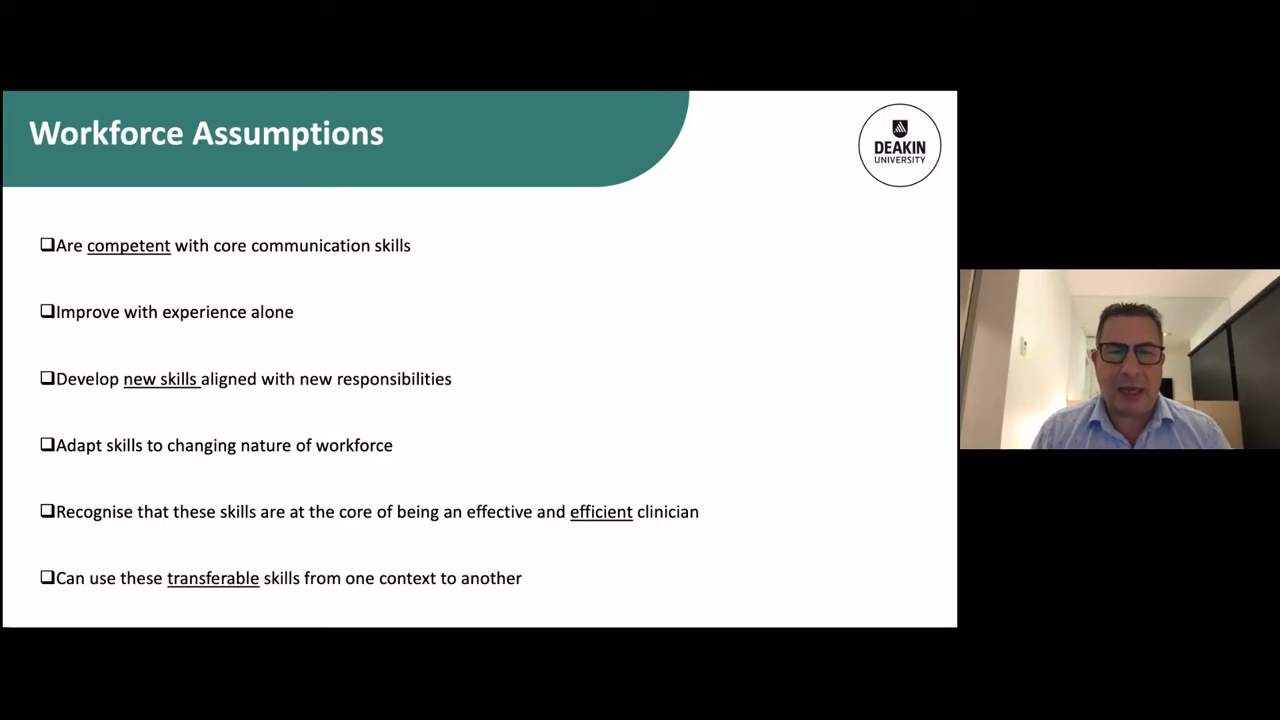 Workforce Assumptions
DEAKIN
UNIVERSITY
❑Are competent with core communication skills
❑Improve with experience alone
❑Develop new skills aligned with new responsibilities
❑Adapt skills to changing nature of workforce
❑Recognise that these skills are at the core of being an effective and efficient clinician
❑Can use these transferable skills from one context to another